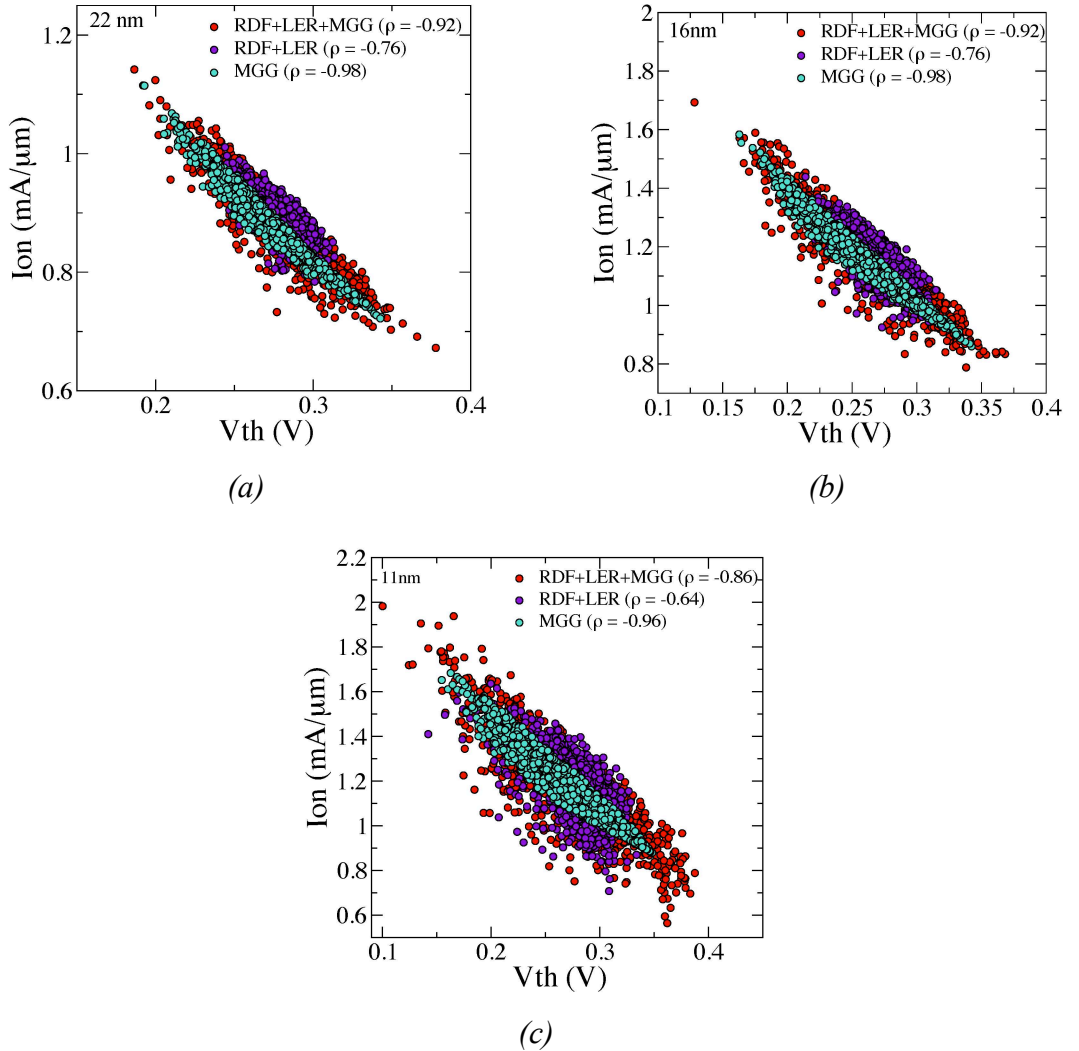 22 nm
RDF+LER+MGG (ρ = -0.92)
RDF+LER (ρ = -0.76)
MGG (ρ = -0.98)
1.2
1
0.8
0.6
Ion (mA/μm)
0.2
0.3
0.4
Vth (V)
(a)
16nm
RDF+LER+MGG (ρ = -0.92)
RDF+LER (ρ = -0.76)
MGG (ρ = -0.98)
2
1.8
1.6
1.4
1.2
1
0.8
Ion (mA/μm)
0.1
0.15
0.2
0.25
0.3
0.35
0.4
Vth (V)
(b)
11nm
RDF+LER+MGG (ρ = -0.86)
RDF+LER (ρ = -0.64)
MGG (ρ = -0.96)
2.2
2
1.8
1.6
1.4
1.2
1
0.8
0.6
Ion (mA/μm)
0.1
0.2
0.3
0.4
Vth (V)
(c)